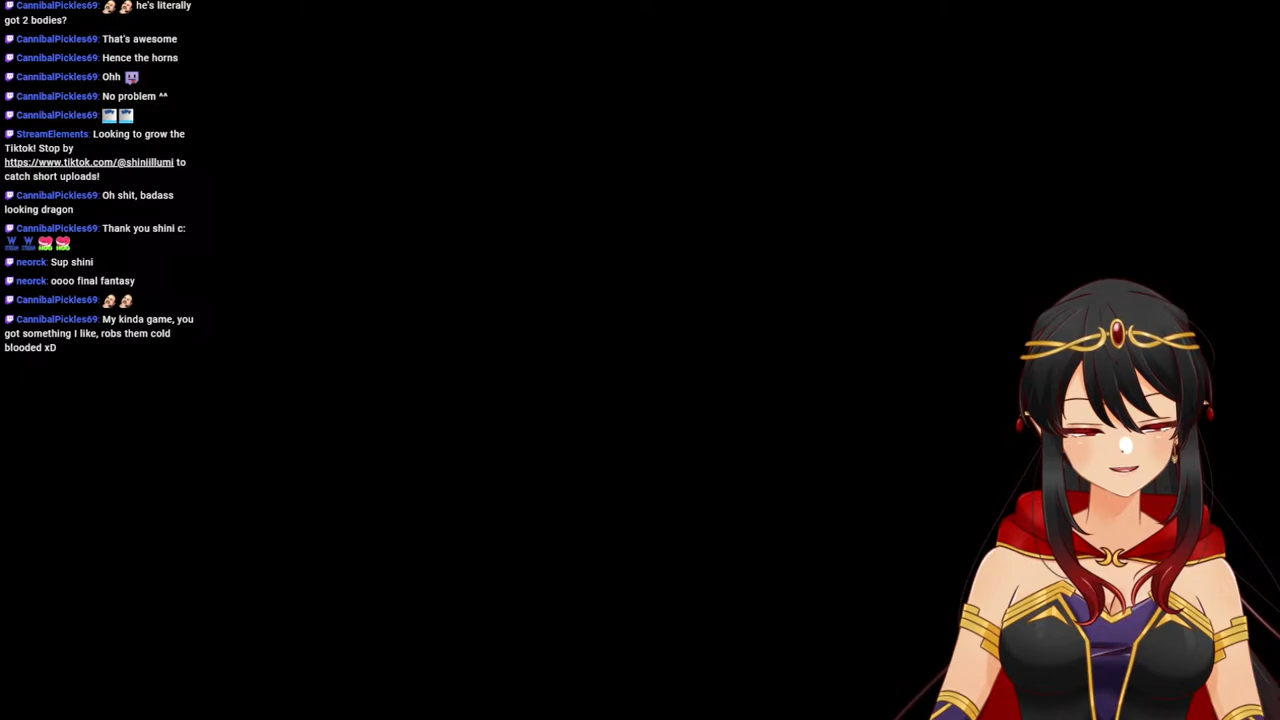 CannibalPickles69: he's literally
got 2 bodies?
CannibalPickles69: That's awesome
CannibalPickles69: Hence the horns
CannibalPickles69: Ohh
CannibalPickles69: No problem ^^
CannibalPickles69:
StreamElements: Looking to grow the
Tiktok! Stop by
https://www.tiktok.com/@shiniillumi to
catch short uploads!
CannibalPickles69: Oh shit, badass
looking dragon
CannibalPickles69: Thank you shini c:
neorck: Sup shini
neorck: oooo final fantasy
CannibalPickles69:
CannibalPickles69: My kinda game, you
got something I like, robs them cold
blooded xD